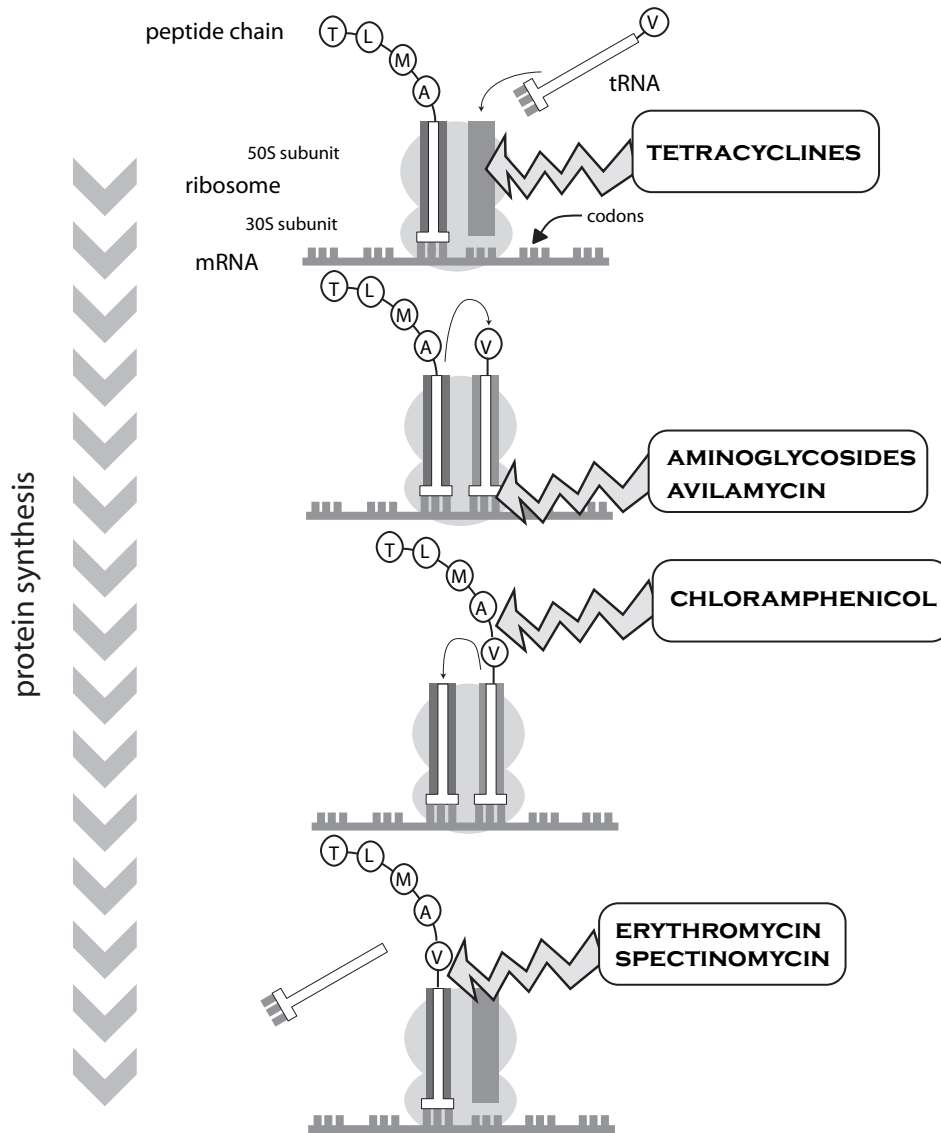 peptide chain
T L M A
V
tRNA
TETRACYCLINES
50S subunit
ribosome
30S subunit
codons
mRNA
T L M A
V
AMINOGLYCOSIDES
AVILAMYCIN
protein synthesis
T L M A V
CHLORAMPHENICOL
T L M A V
ERYTHROMYCIN
SPECTINOMYCIN